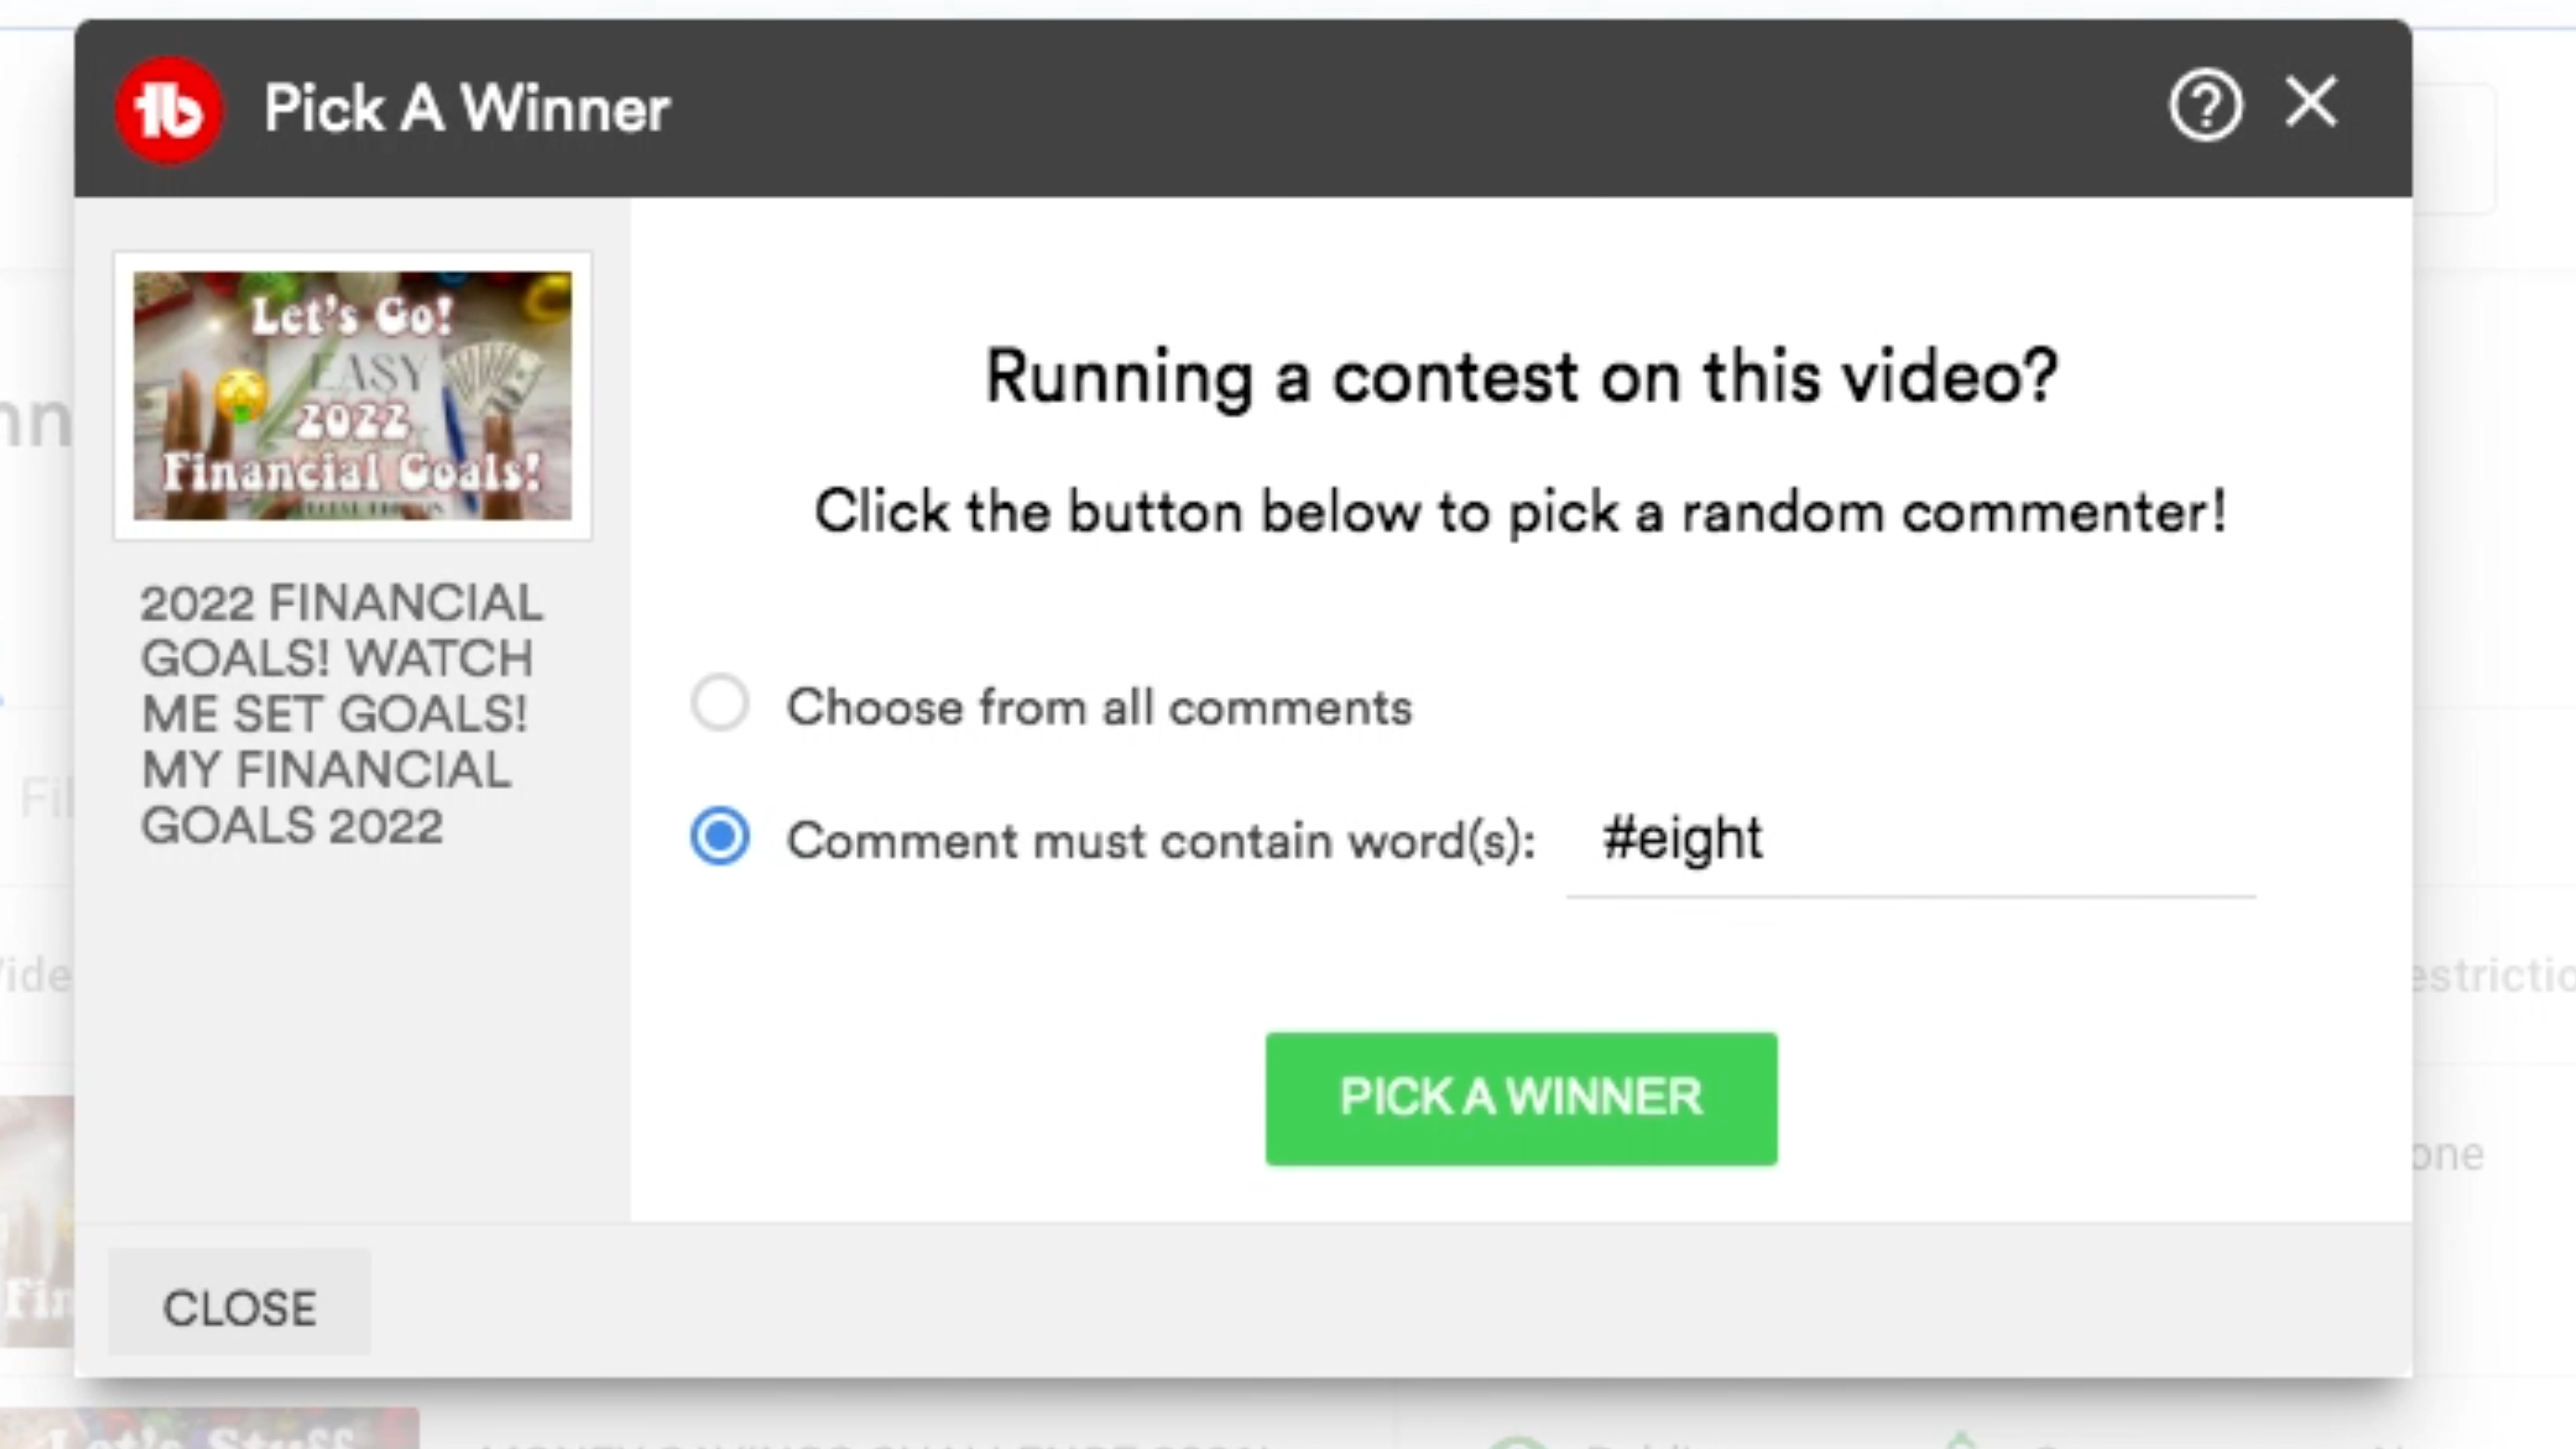 Pick A Winner
Let's Go!
EASY
2022
Financial Goals!
2022 FINANCIAL
GOALS! WATCH
ME SET GOALS!
MY FINANCIAL
GOALS 2022
Running a contest on this video?
Click the button below to pick a random commenter!
Choose from all comments
Comment must contain word(s): #eight
PICK A WINNER
CLOSE
Let's Stuff